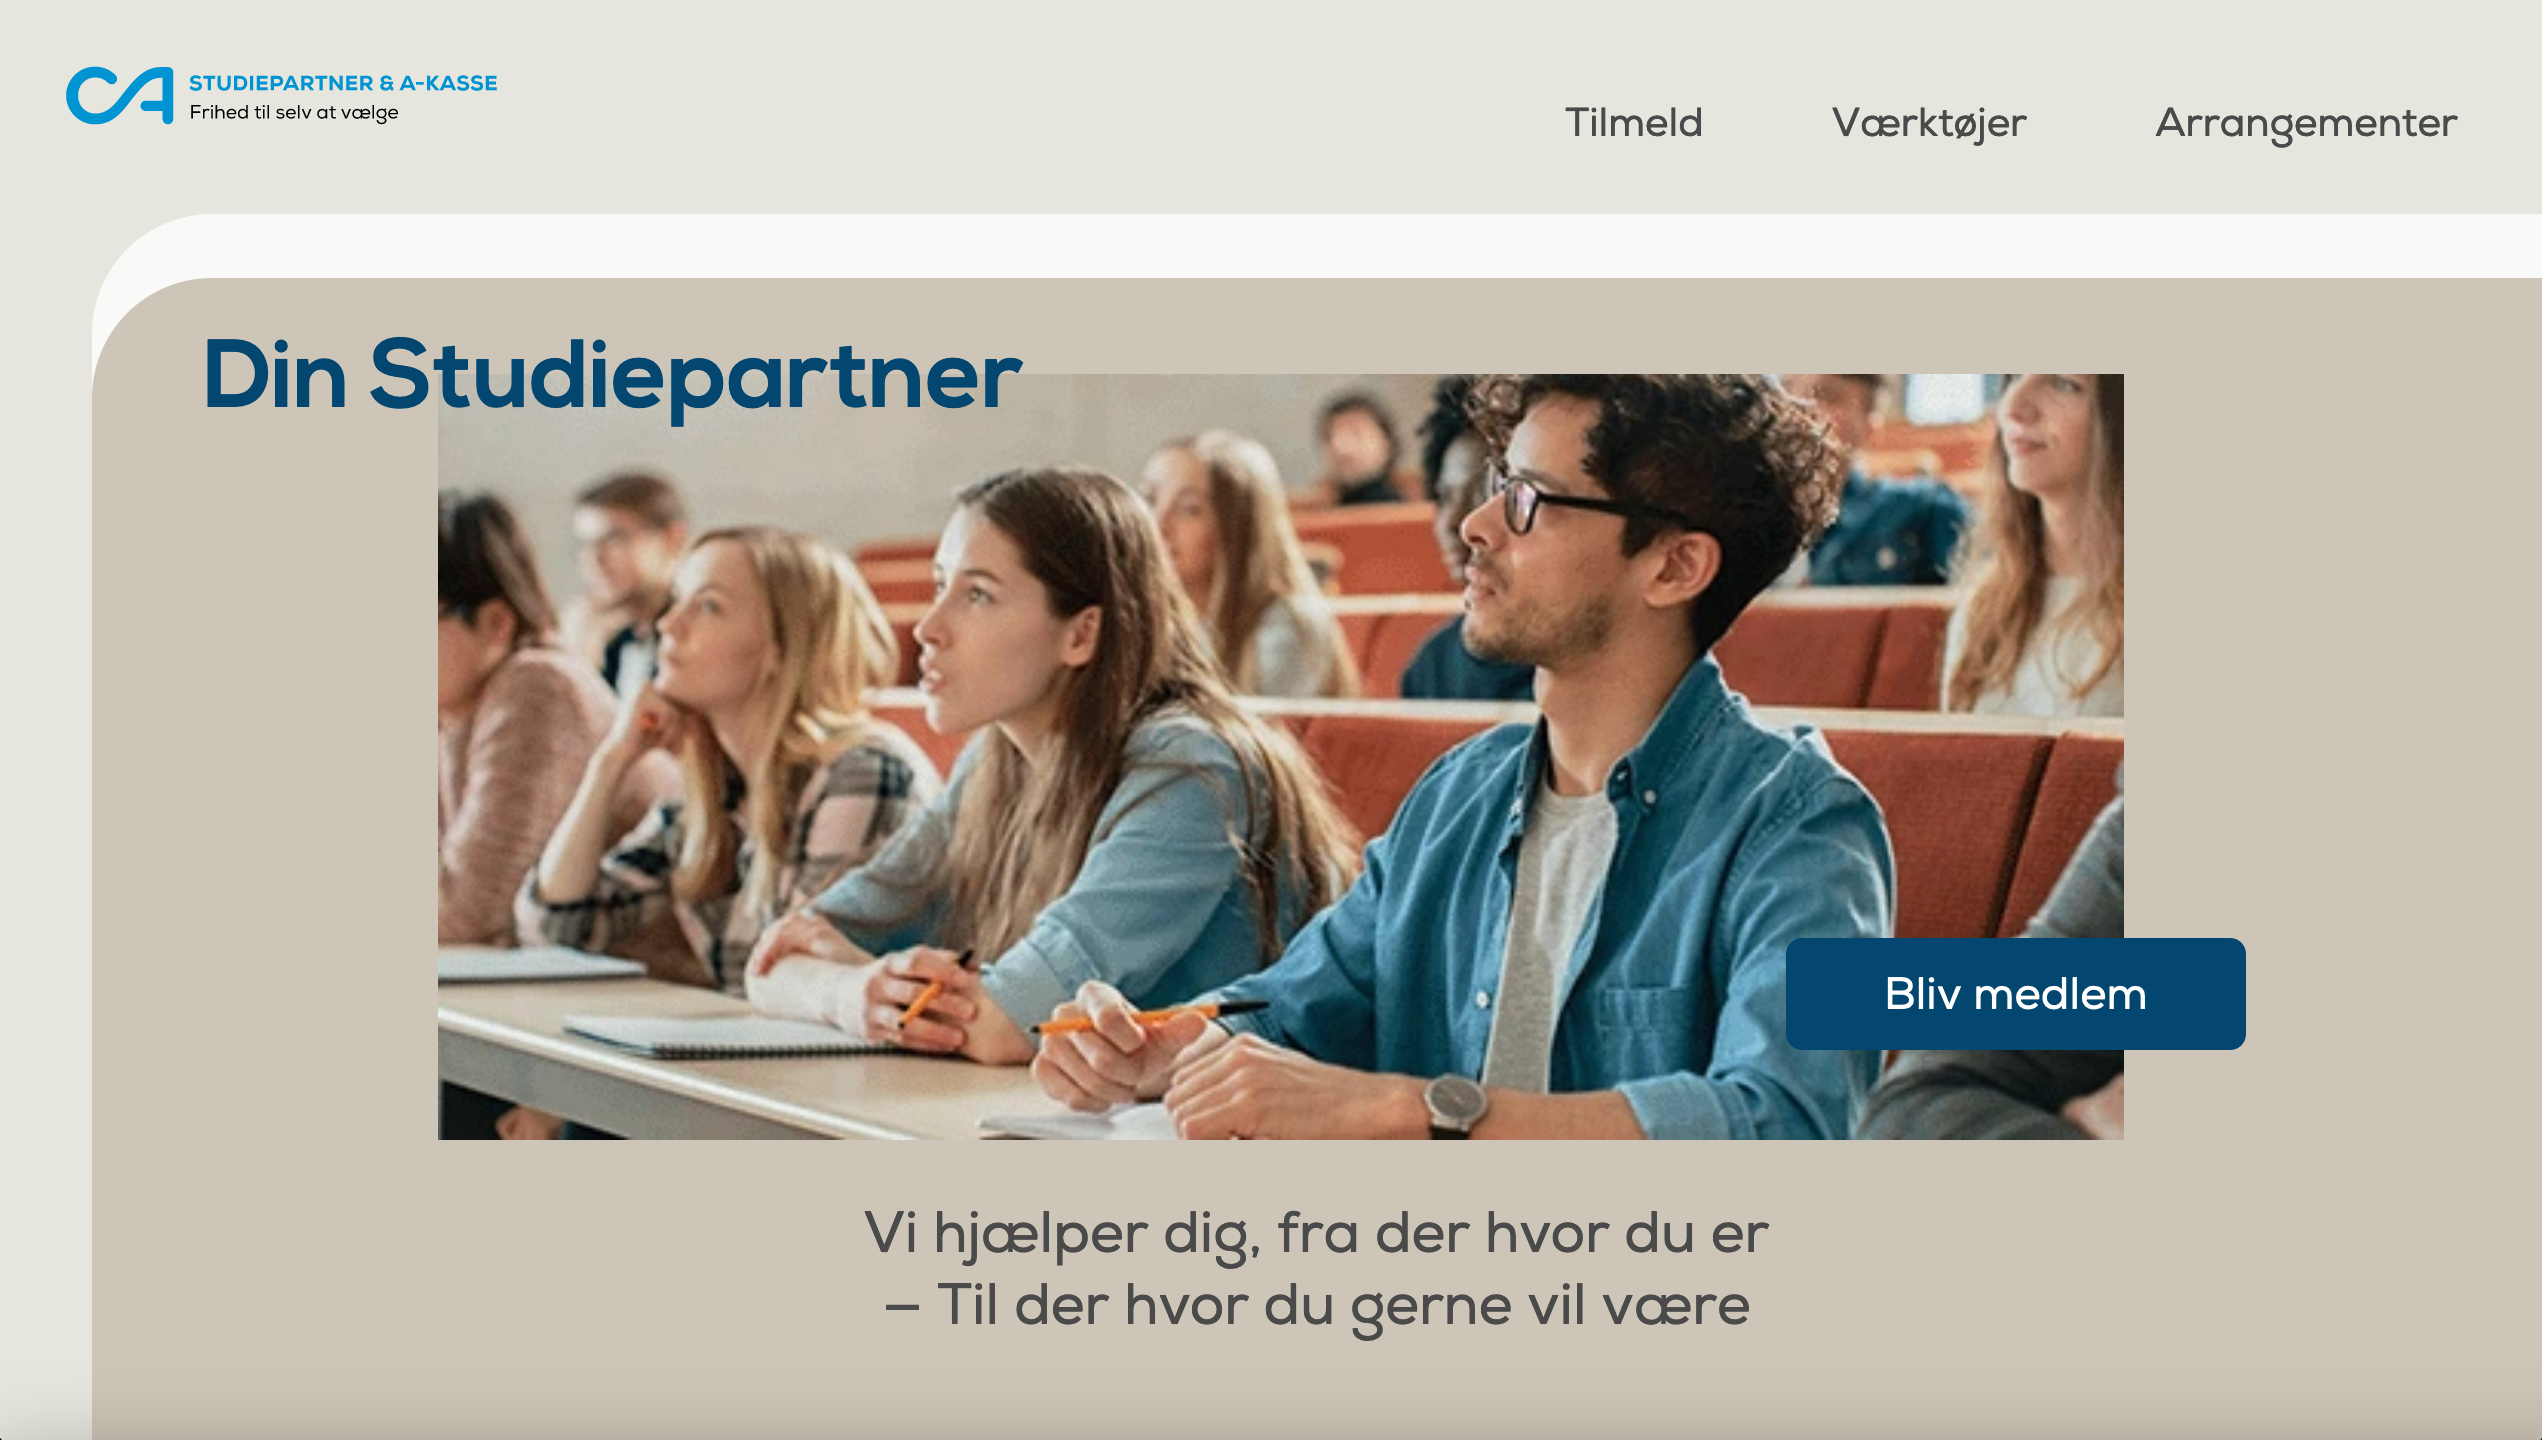 CA STUDIEPARTNER & A-KASSE
Frihed til selv at vælge
Tilmeld Værktøjer Arrangementer
Din Studiepartner
Bliv medlem
Vi hjælper dig, fra der hvor du er
– Til der hvor du gerne vil være